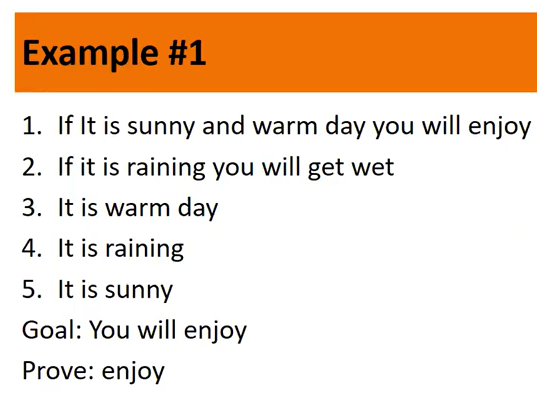 Example #1
1. If It is sunny and warm day you will enjoy
2. If it is raining you will get wet
3. It is warm day
4. It is raining
5. It is sunny
Goal: You will enjoy
Prove: enjoy